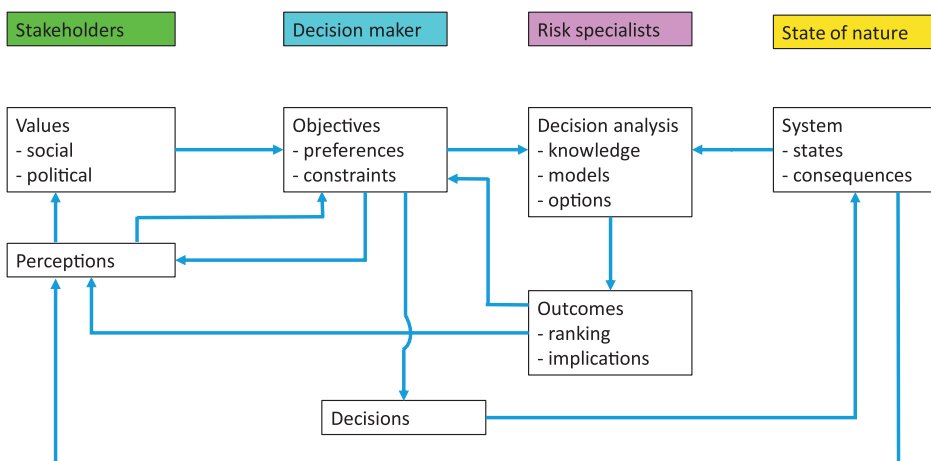 Stakeholders
Decision maker
Risk specialists
State of nature
Values
- social
- political
Objectives
- preferences
- constraints
Decision analysis
- knowledge
- models
- options
System
- states
- consequences
Perceptions
Outcomes
- ranking
- implications
Decisions